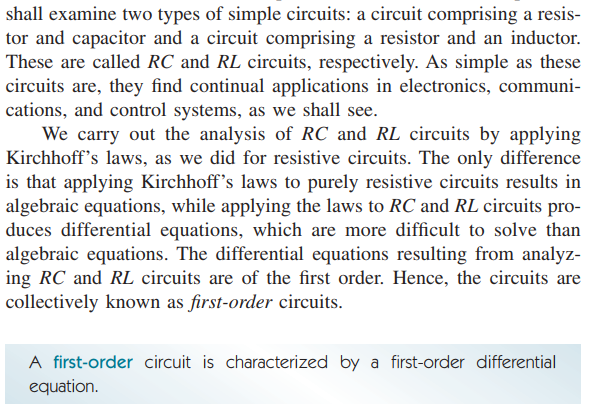 shall examine two types of simple circuits: a circuit comprising a resis-
tor and capacitor and a circuit comprising a resistor and an inductor.
These are called RC and RL circuits, respectively. As simple as these
circuits are, they find continual applications in electronics, communi-
cations, and control systems, as we shall see.
We carry out the analysis of RC and RL circuits by applying
Kirchhoff’s laws, as we did for resistive circuits. The only difference
is that applying Kirchhoff’s laws to purely resistive circuits results in
algebraic equations, while applying the laws to RC and RL circuits pro-
duces differential equations, which are more difficult to solve than
algebraic equations. The differential equations resulting from analyz-
ing RC and RL circuits are of the first order. Hence, the circuits are
collectively known as first-order circuits.
A first-order circuit is characterized by a first-order differential
equation.